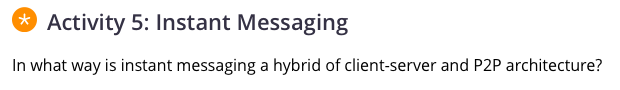 Activity 5: Instant Messaging
In what way is instant messaging a hybrid of client-server and P2P architecture?